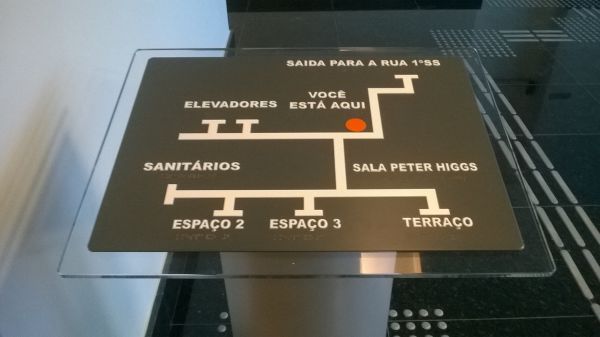 SAIDA PARA A RUA 1°SS
VOCÊ
ESTÁ AQUI
ELEVADORES
SANITÁRIOS
SALA PETER HIGGS
ESPAÇO 2
ESPAÇO 3
TERRAÇO